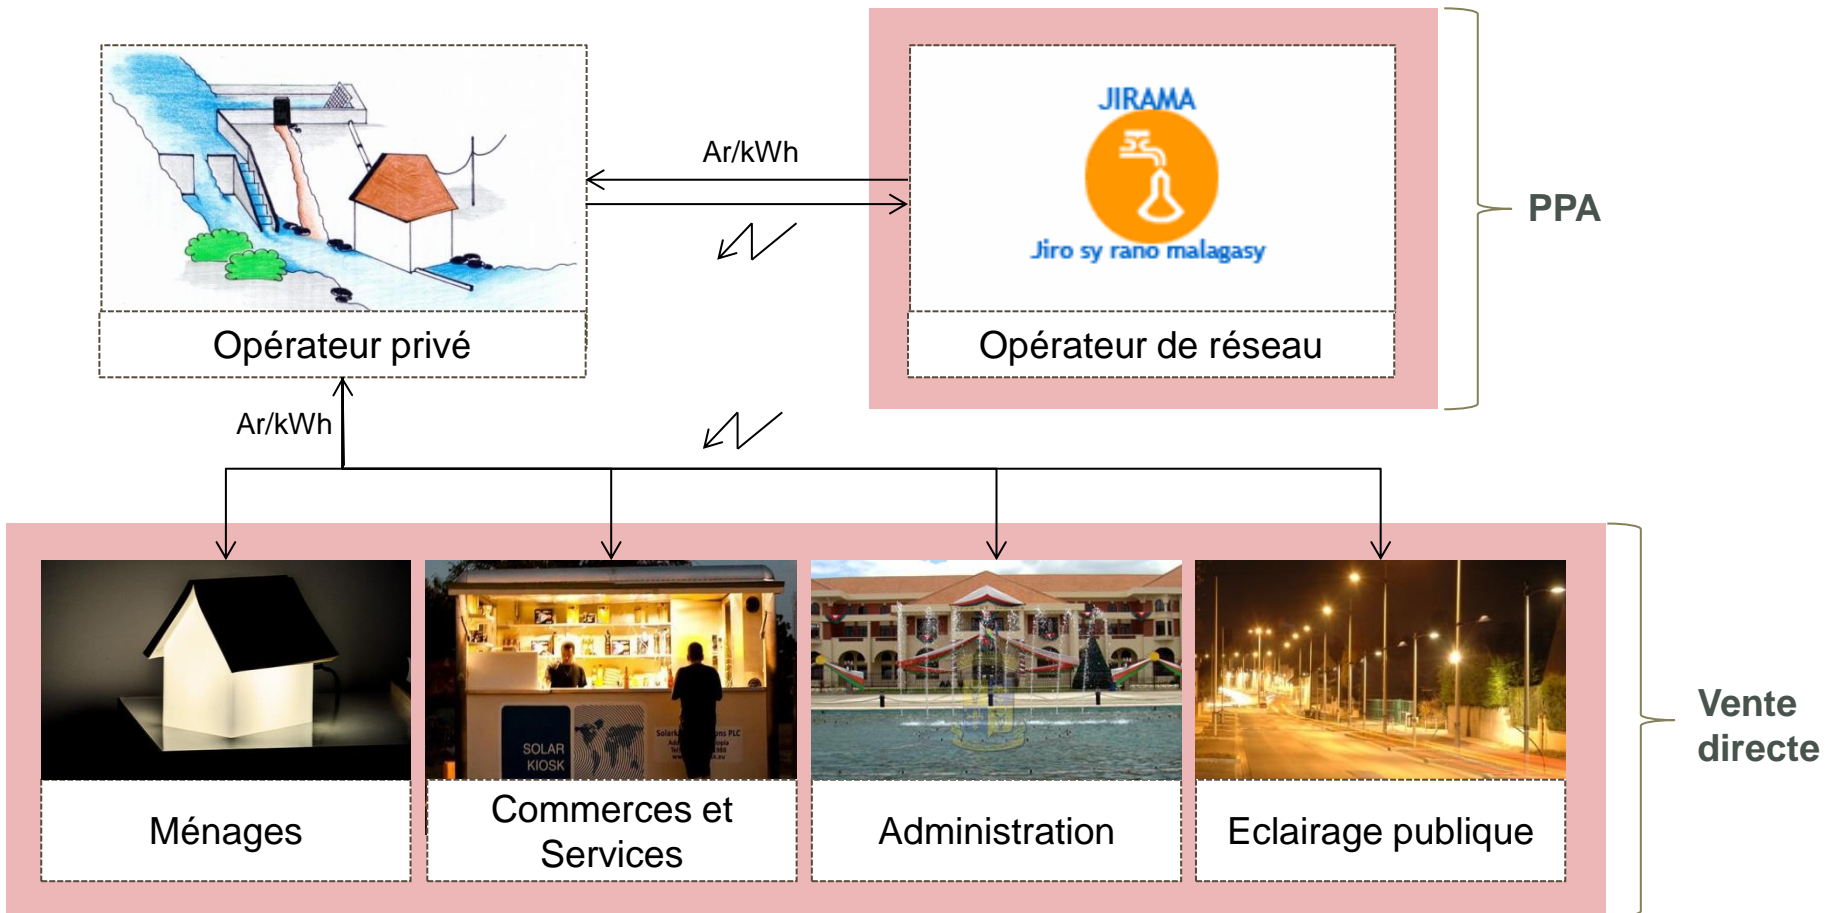 JIRAMA
Jiro sy rano malagasy
Ar/kWh
PPA
Opérateur privé
Opérateur de réseau
Ar/kWh
SOLAR
KIOSK
Vente
directe
Ménages
Commerces et
Services
Administration
Eclairage publique